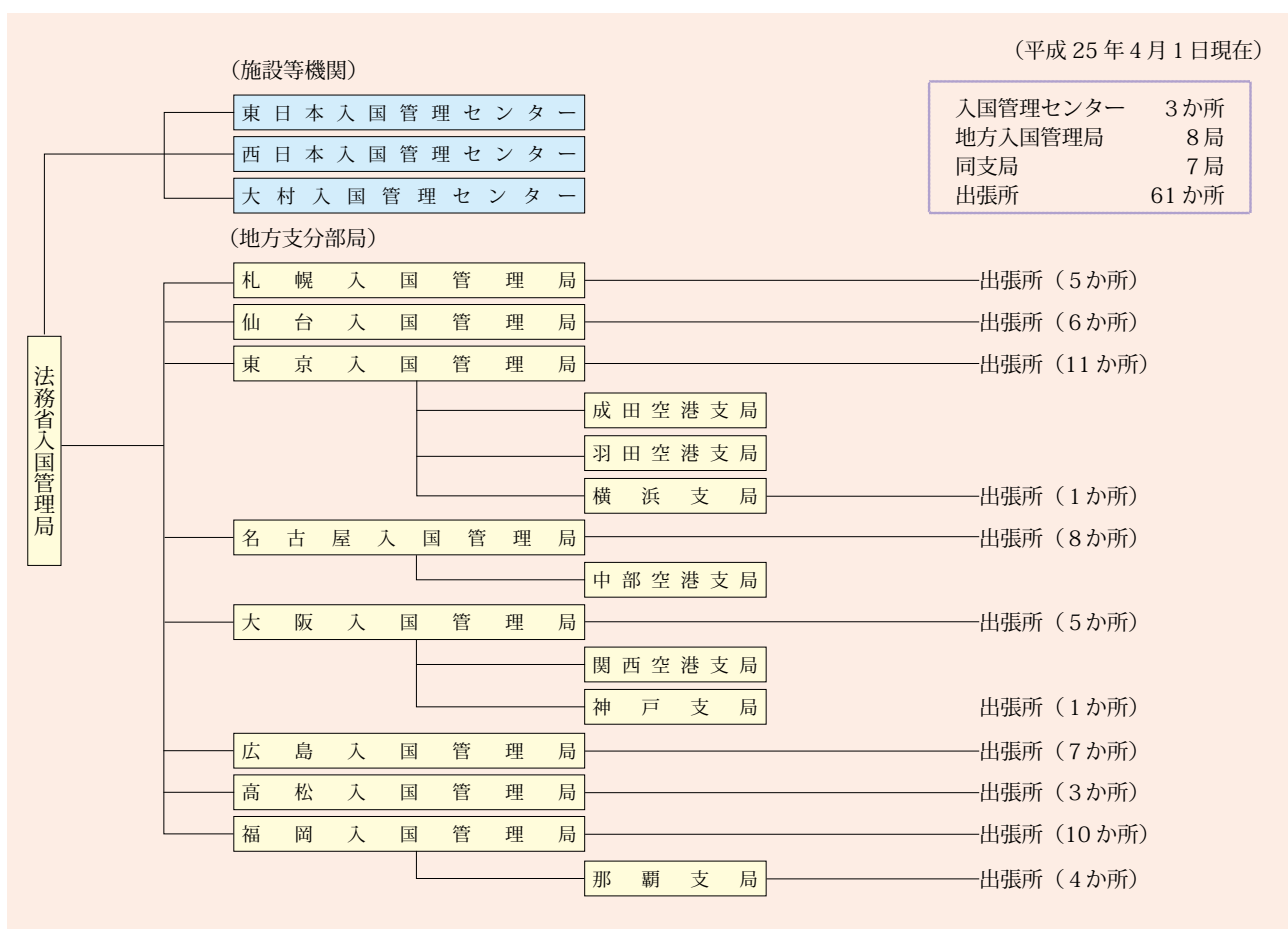 （平成 25 年 4 月 1 日現在）
（施設等機関）
東日本入国管理センター
西日本入国管理センター
大村入国管理センター
入国管理センター　3か所
地方入国管理局　8局
同支局　7局
出張所　61か所
（地方支分部局）
法務省入国管理局
札幌入国管理局　出張所（5か所）
仙台入国管理局　出張所（6か所）
東京入国管理局　出張所（11か所）
成田空港支局
羽田空港支局
横浜支局　出張所（1か所）
名古屋入国管理局　出張所（8か所）
中部空港支局
大阪入国管理局　出張所（5か所）
関西空港支局
神戸支局　出張所（1か所）
広島入国管理局　出張所（7か所）
高松入国管理局　出張所（3か所）
福岡入国管理局　出張所（10か所）
那覇支局　出張所（4か所）